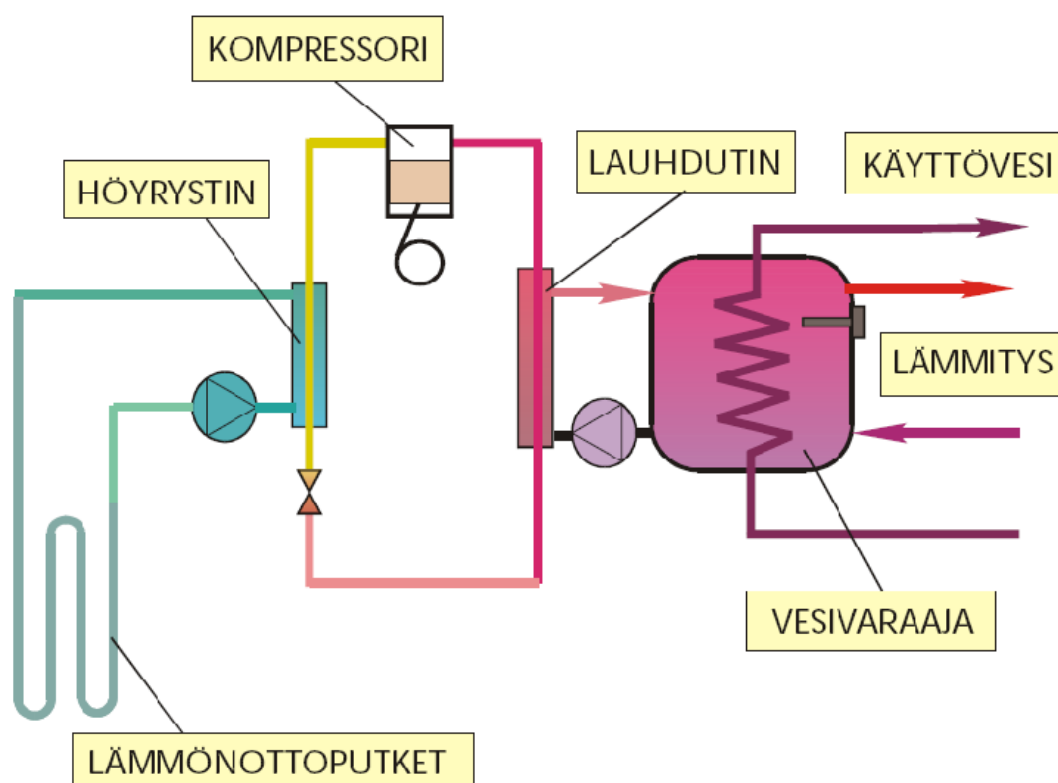 KOMPRESSORI
LAUHDUTIN
KÄYTTÖVESI
HÖYRYSTIN
LÄMMITYS
VESIVARAAJA
LÄMMÖNOTTOPUTKET